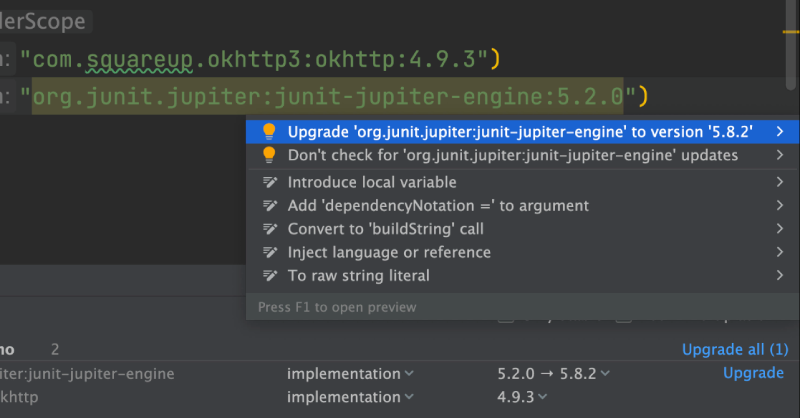 lerScope
: "com.squareup.okhttp3:okhttp:4.9.3")
: "org.junit.jupiter:junit-jupiter-engine:5.2.0")
Upgrade 'org.junit.jupiter:junit-jupiter-engine' to version '5.8.2'
Don't check for 'org.junit.jupiter:junit-jupiter-engine' updates
Introduce local variable
Add 'dependencyNotation =' to argument
Convert to 'buildString' call
Inject language or reference
To raw string literal
Press F1 to open preview
no 2 Upgrade all (1)
iter:junit-jupiter-engine implementation 5.2.0 → 5.8.2 Upgrade
khttp implementation 4.9.3